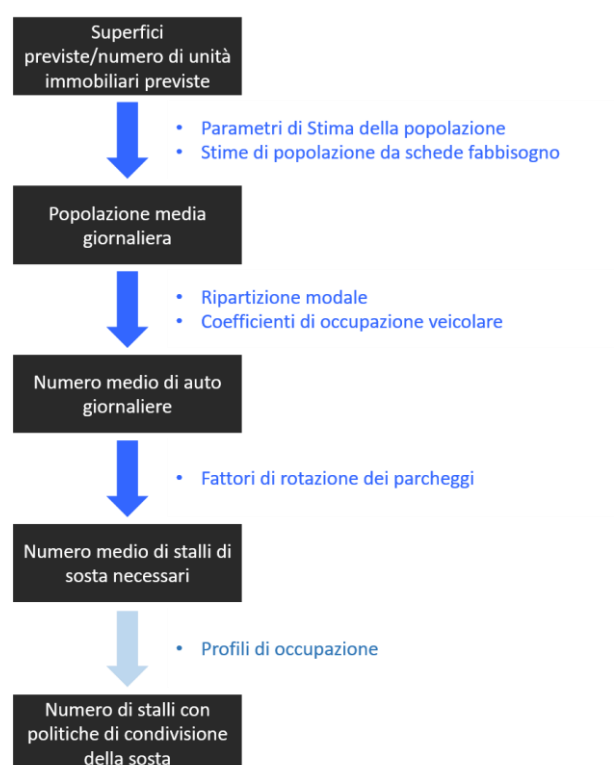 Superfici
previste/numero di unità
immobiliari previste
• Parametri di Stima della popolazione
• Stime di popolazione da schede fabbisogno
Popolazione media
giornaliera
• Ripartizione modale
• Coefficienti di occupazione veicolare
Numero medio di auto
giornaliere
• Fattori di rotazione dei parcheggi
Numero medio di stalli di
sosta necessari
• Profili di occupazione
Numero di stalli con
politiche di condivisione
della sosta